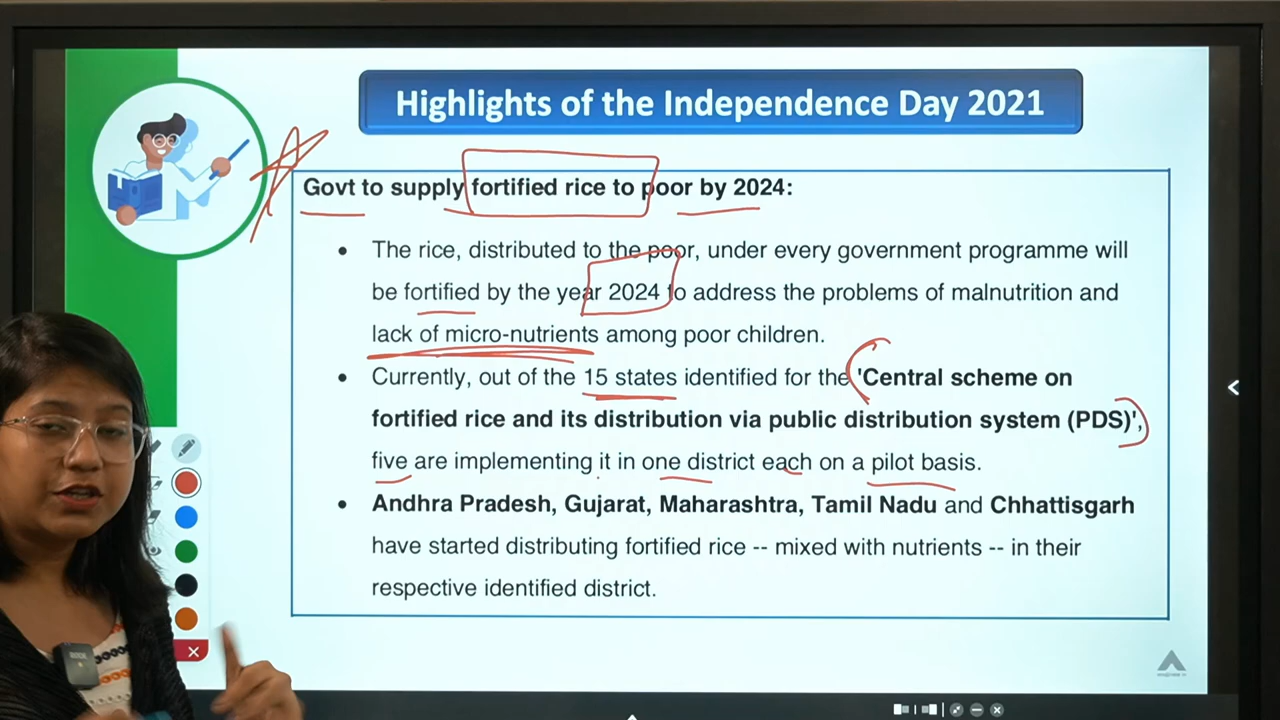 Highlights of the Independence Day 2021
Govt to supply fortified rice to poor by 2024:
• The rice, distributed to the poor, under every government programme will
be fortified by the year 2024 to address the problems of malnutrition and
lack of micro-nutrients among poor children.
• Currently, out of the 15 states identified for the 'Central scheme on
fortified rice and its distribution via public distribution system (PDS)',
five are implementing it in one district each on a pilot basis.
• Andhra Pradesh, Gujarat, Maharashtra, Tamil Nadu and Chhattisgarh
have started distributing fortified rice -- mixed with nutrients -- in their
respective identified district.